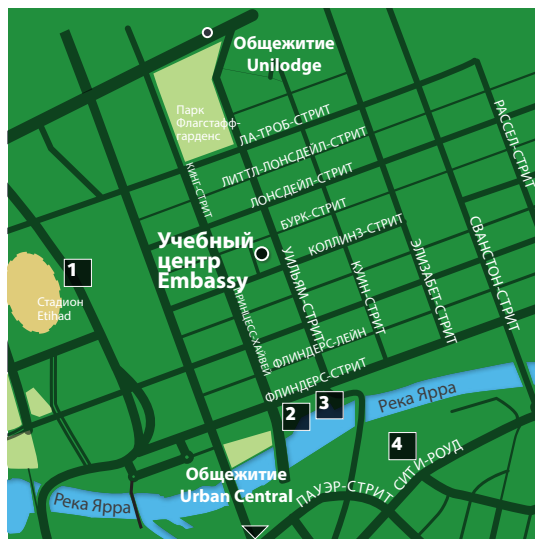 Общежитие
Unilodge
Парк
Флагстафф-
гарденс
ЛА-ТРОБ-СТРИТ
РАССЕЛ-СТРИТ
ЛИТТЛ-ЛОНСДЕЙЛ-СТРИТ
КИНГ-СТРИТ
ЛОНСДЕЙЛ-СТРИТ
БУРК-СТРИТ
КОЛЛИНЗ-СТРИТ
Учебный
центр
Embassy
СВАНСТОН-СТРИТ
ЭЛИЗАБЕТ-СТРИТ
УИЛЬЯМ-СТРИТ
КУИН-СТРИТ
1
Стадион
Etihad
ПРИНЦЕСС-ХАЙВЕЙ
ФЛИНДЕРС-ЛЕЙН
ФЛИНДЕРС-СТРИТ
Река Ярра
2
3
4
СИТИ-РОУД
Общежитие
Urban Central
ПАУЭР-СТРИТ
Река Ярра